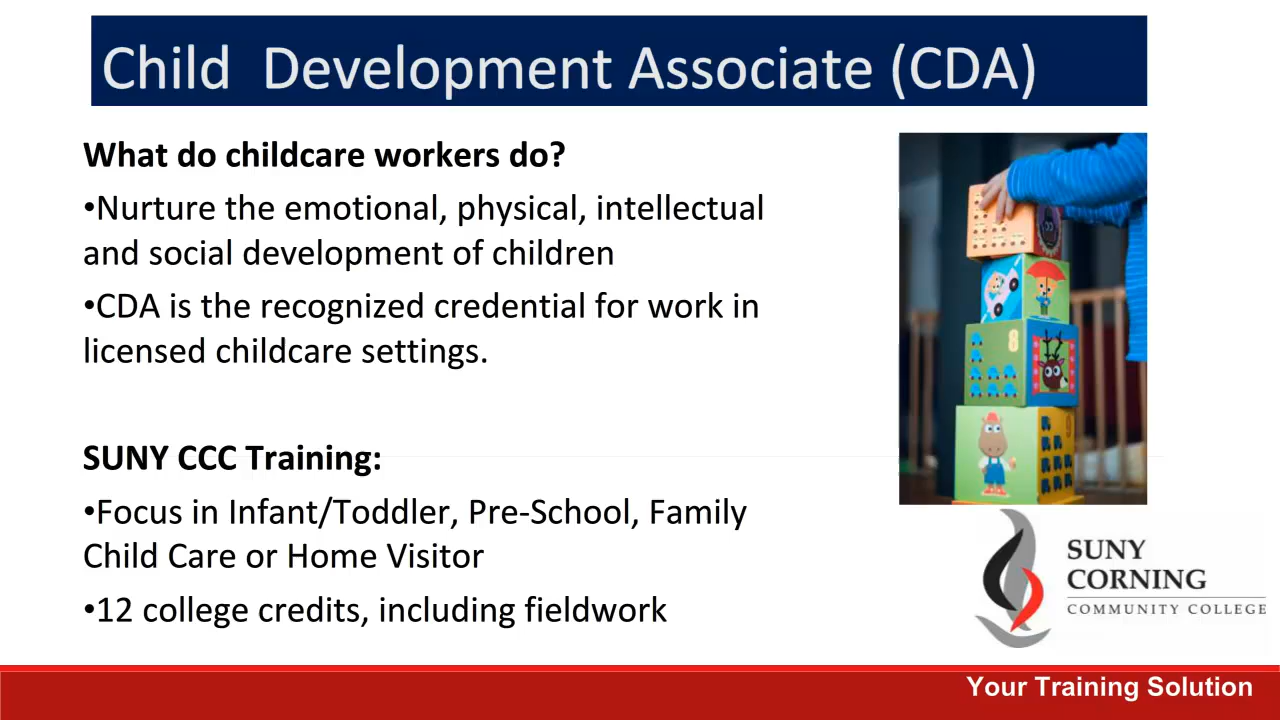 Child  Development Associate (CDA)
What do childcare workers do?
•Nurture the emotional, physical, intellectual
and social development of children
•CDA is the recognized credential for work in
licensed childcare settings.
SUNY CCC Training:
•Focus in Infant/Toddler, Pre-School, Family
Child Care or Home Visitor
•12 college credits, including fieldwork
8
9
SUNY
CORNING
COMMUNITY COLLEGE
Your Training Solution